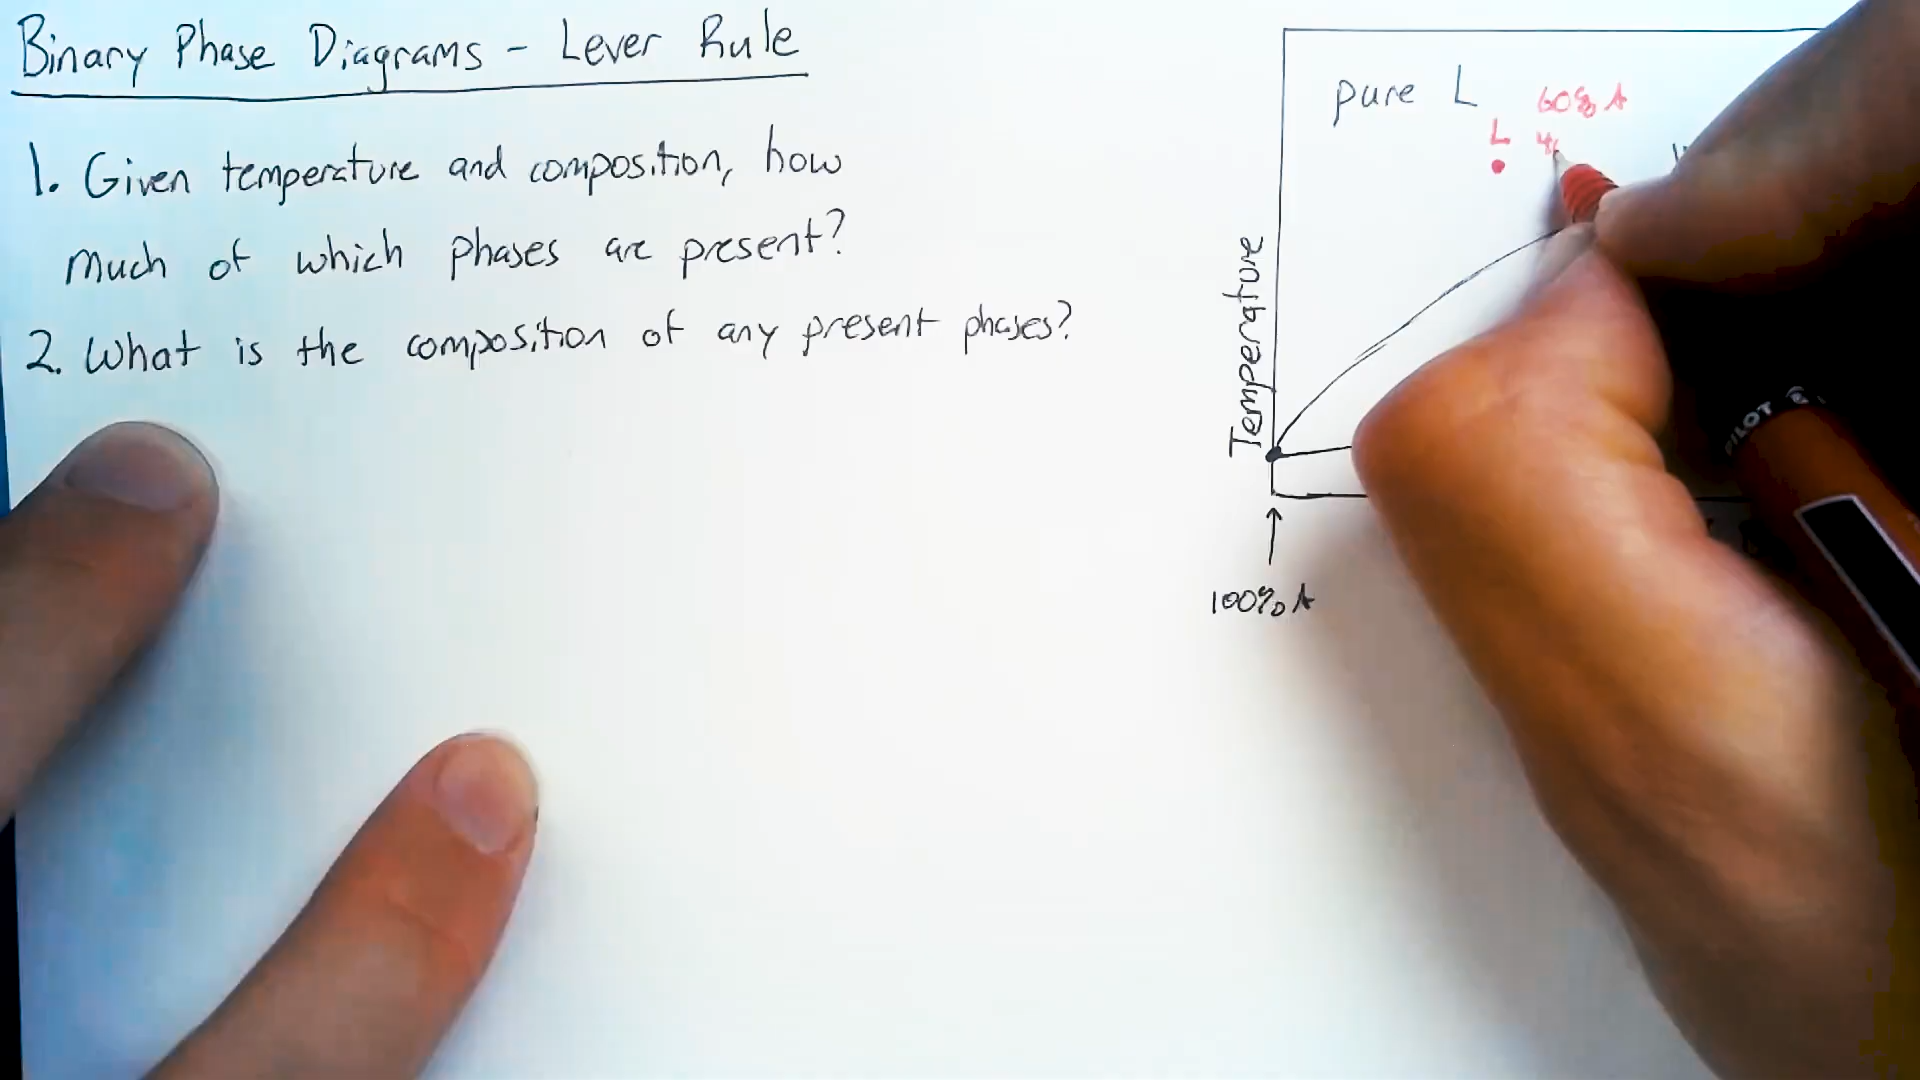 Binary Phase Diagrams - Lever Rule
1. Given temperature and composition, how
much of which phases are present?
2. What is the composition of any present phases?
pure L
60% A
L
Temperature
100% A
PILOT